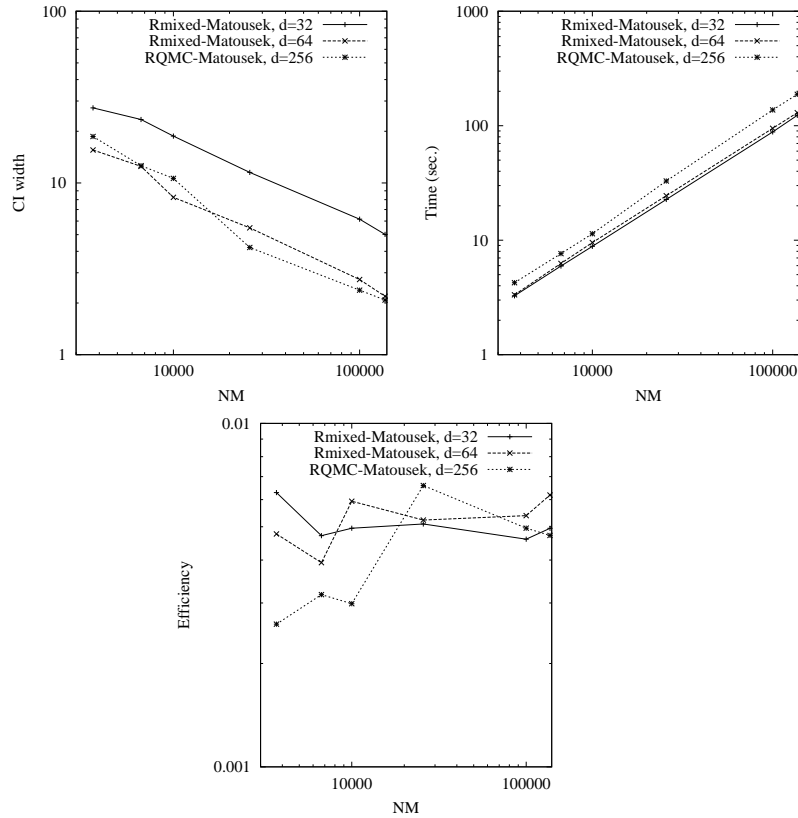 100
10
1
CI width
10000
100000
NM
Rmixed-Matousek, d=32
Rmixed-Matousek, d=64
RQMC-Matousek, d=256
1000
100
10
1
Time (sec.)
10000
100000
NM
Rmixed-Matousek, d=32
Rmixed-Matousek, d=64
RQMC-Matousek, d=256
0.01
0.001
Efficiency
10000
100000
NM
Rmixed-Matousek, d=32
Rmixed-Matousek, d=64
RQMC-Matousek, d=256